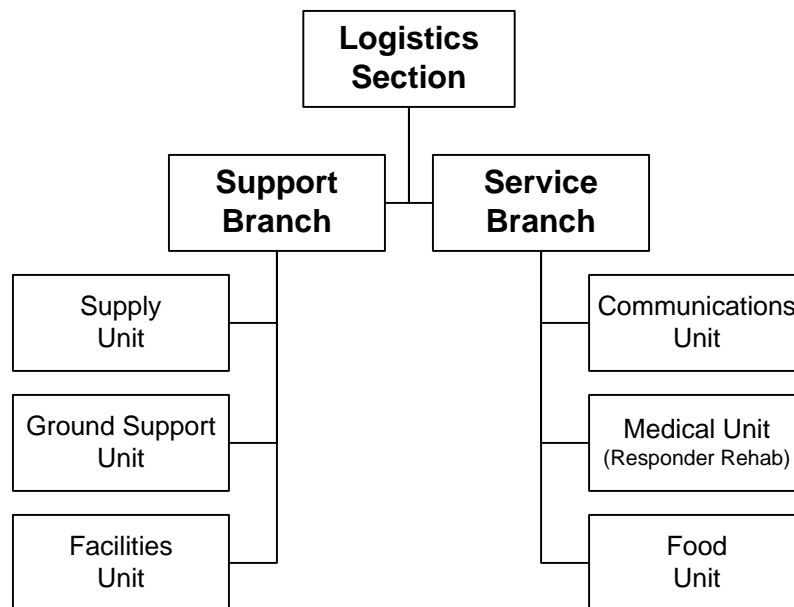 Logistics
Section
Support
Branch
Service
Branch
Supply
Unit
Communications
Unit
Ground Support
Unit
Medical Unit
(Responder Rehab)
Facilities
Unit
Food
Unit